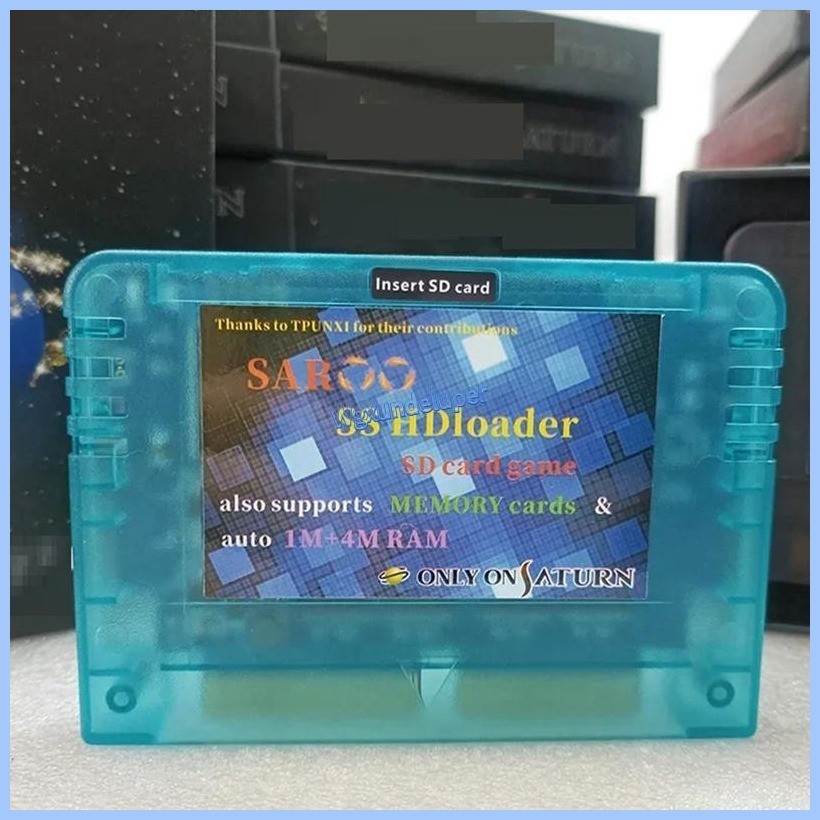 ATURN
Insert SD card
Thanks to TPUNXI for their contributions
SAROO
SS HDloader
SD card game
also supports MEMORY cards &
auto 1M+4M RAM
ONLY ON SATURN